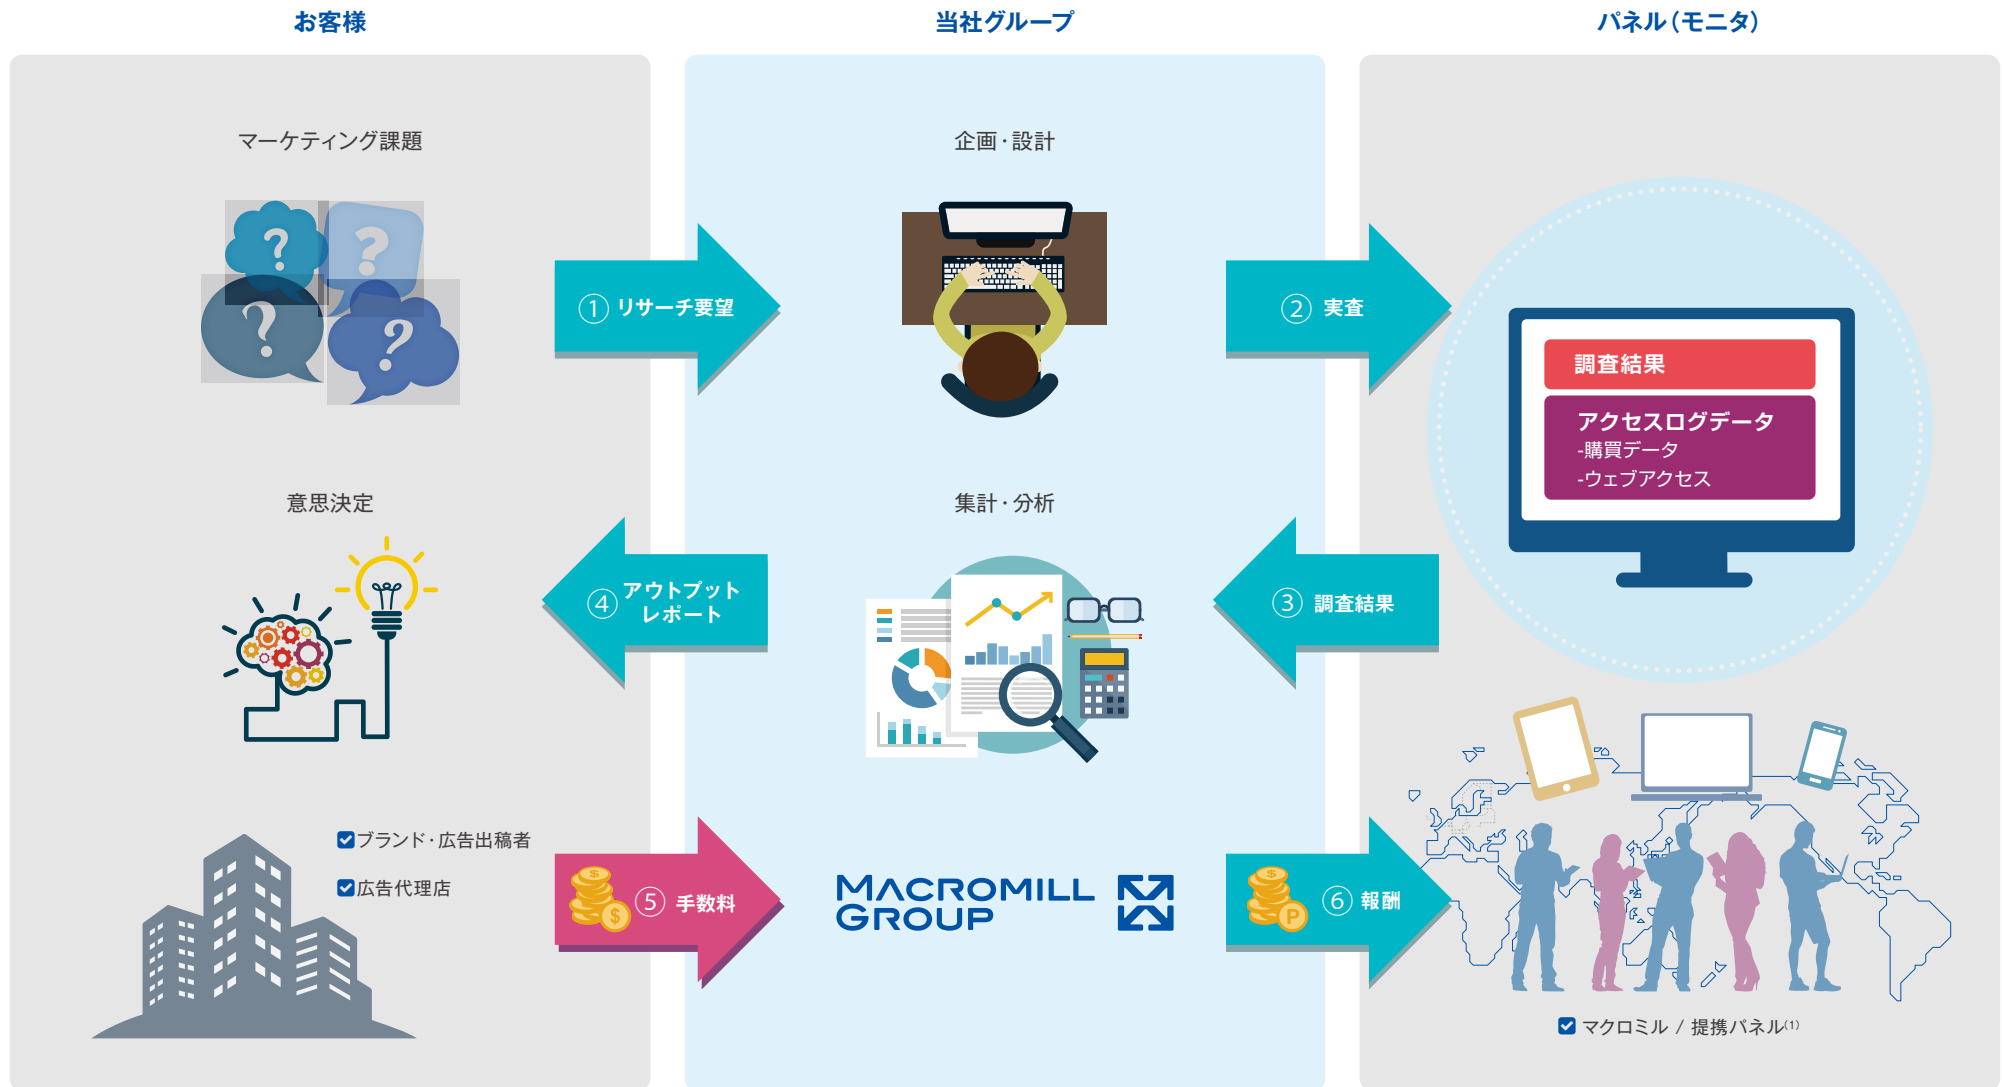 お客様
当社グループ
パネル（モニタ）
マーケティング課題
企画・設計
① リサーチ要望
② 実査
調査結果
アクセスログデータ
-購買データ
-ウェブアクセス
意思決定
集計・分析
④ アウトプット
レポート
③ 調査結果
ブランド・広告出稿者
広告代理店
⑤ 手数料
MACROMILL
GROUP
⑥ 報酬
マクロミル / 提携パネル(1)